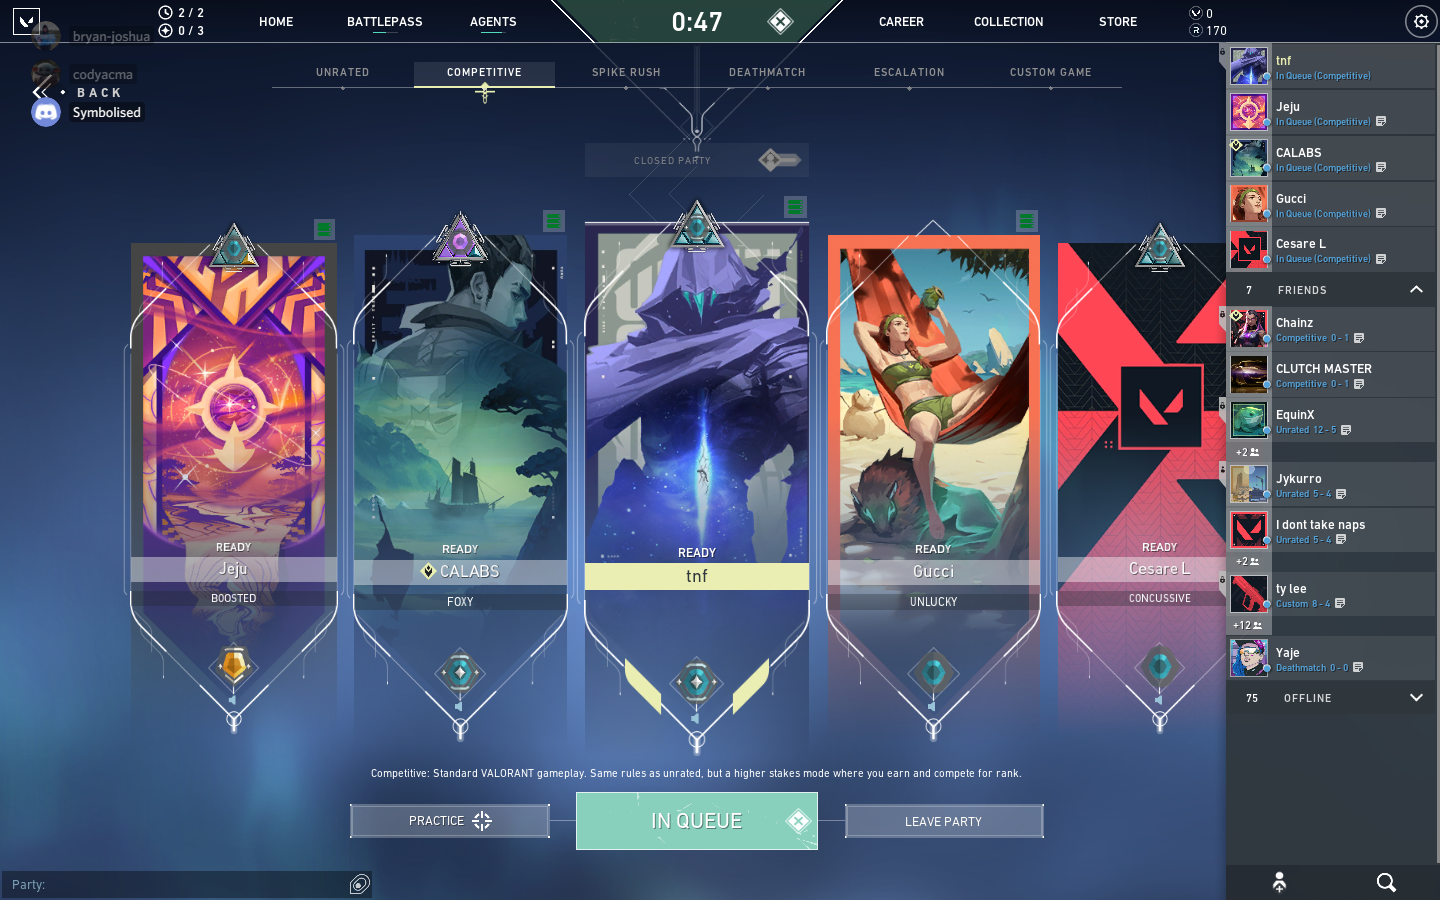 2 / 2
0 / 3
HOME
BATTLEPASS
AGENTS
0:47
CAREER
COLLECTION
STORE
0
170
bryan-joshua
codyacma
BACK
Symbolised
UNRATED
COMPETITIVE
SPIKE RUSH
DEATHMATCH
ESCALATION
CUSTOM GAME
CLOSED PARTY
READY
Jeju
BOOSTED
READY
CALABS
FOXY
READY
tnf
READY
Gucci
UNLUCKY
READY
Cesare L
CONCUSSIVE
Competitive: Standard VALORANT gameplay. Same rules as unrated, but a higher stakes mode where you earn and compete for rank.
PRACTICE
IN QUEUE
LEAVE PARTY
Party:
tnf
In Queue (Competitive)
Jeju
In Queue (Competitive)
CALABS
In Queue (Competitive)
Gucci
In Queue (Competitive)
Cesare L
In Queue (Competitive)
7 FRIENDS
Chainz
Competitive 0 - 1
CLUTCH MASTER
Competitive 0 - 1
EquinX
Unrated 12 - 5
+2
Jykurro
Unrated 5 - 4
I dont take naps
Unrated 5 - 4
+2
ty lee
Custom 8 - 4
+12
Yaje
Deathmatch 0 - 0
75 OFFLINE